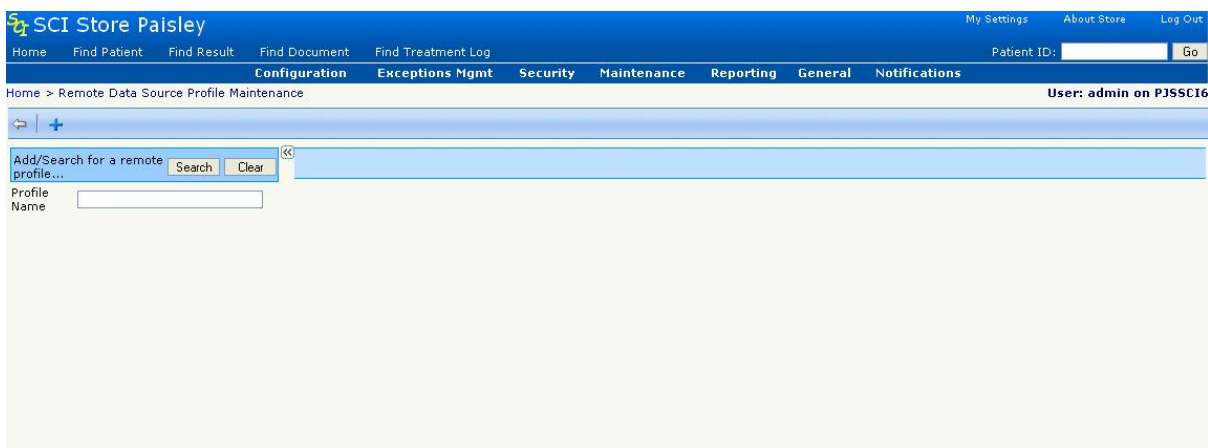 SCI SCI Store Paisley
My Settings About Store Log Out
Home Find Patient Find Result Find Document Find Treatment Log Patient ID: Go
Configuration Exceptions Mgmt Security Maintenance Reporting General Notifications
Home > Remote Data Source Profile Maintenance User: admin on PJSSCI6
Add/Search for a remote profile... Search Clear
Profile Name